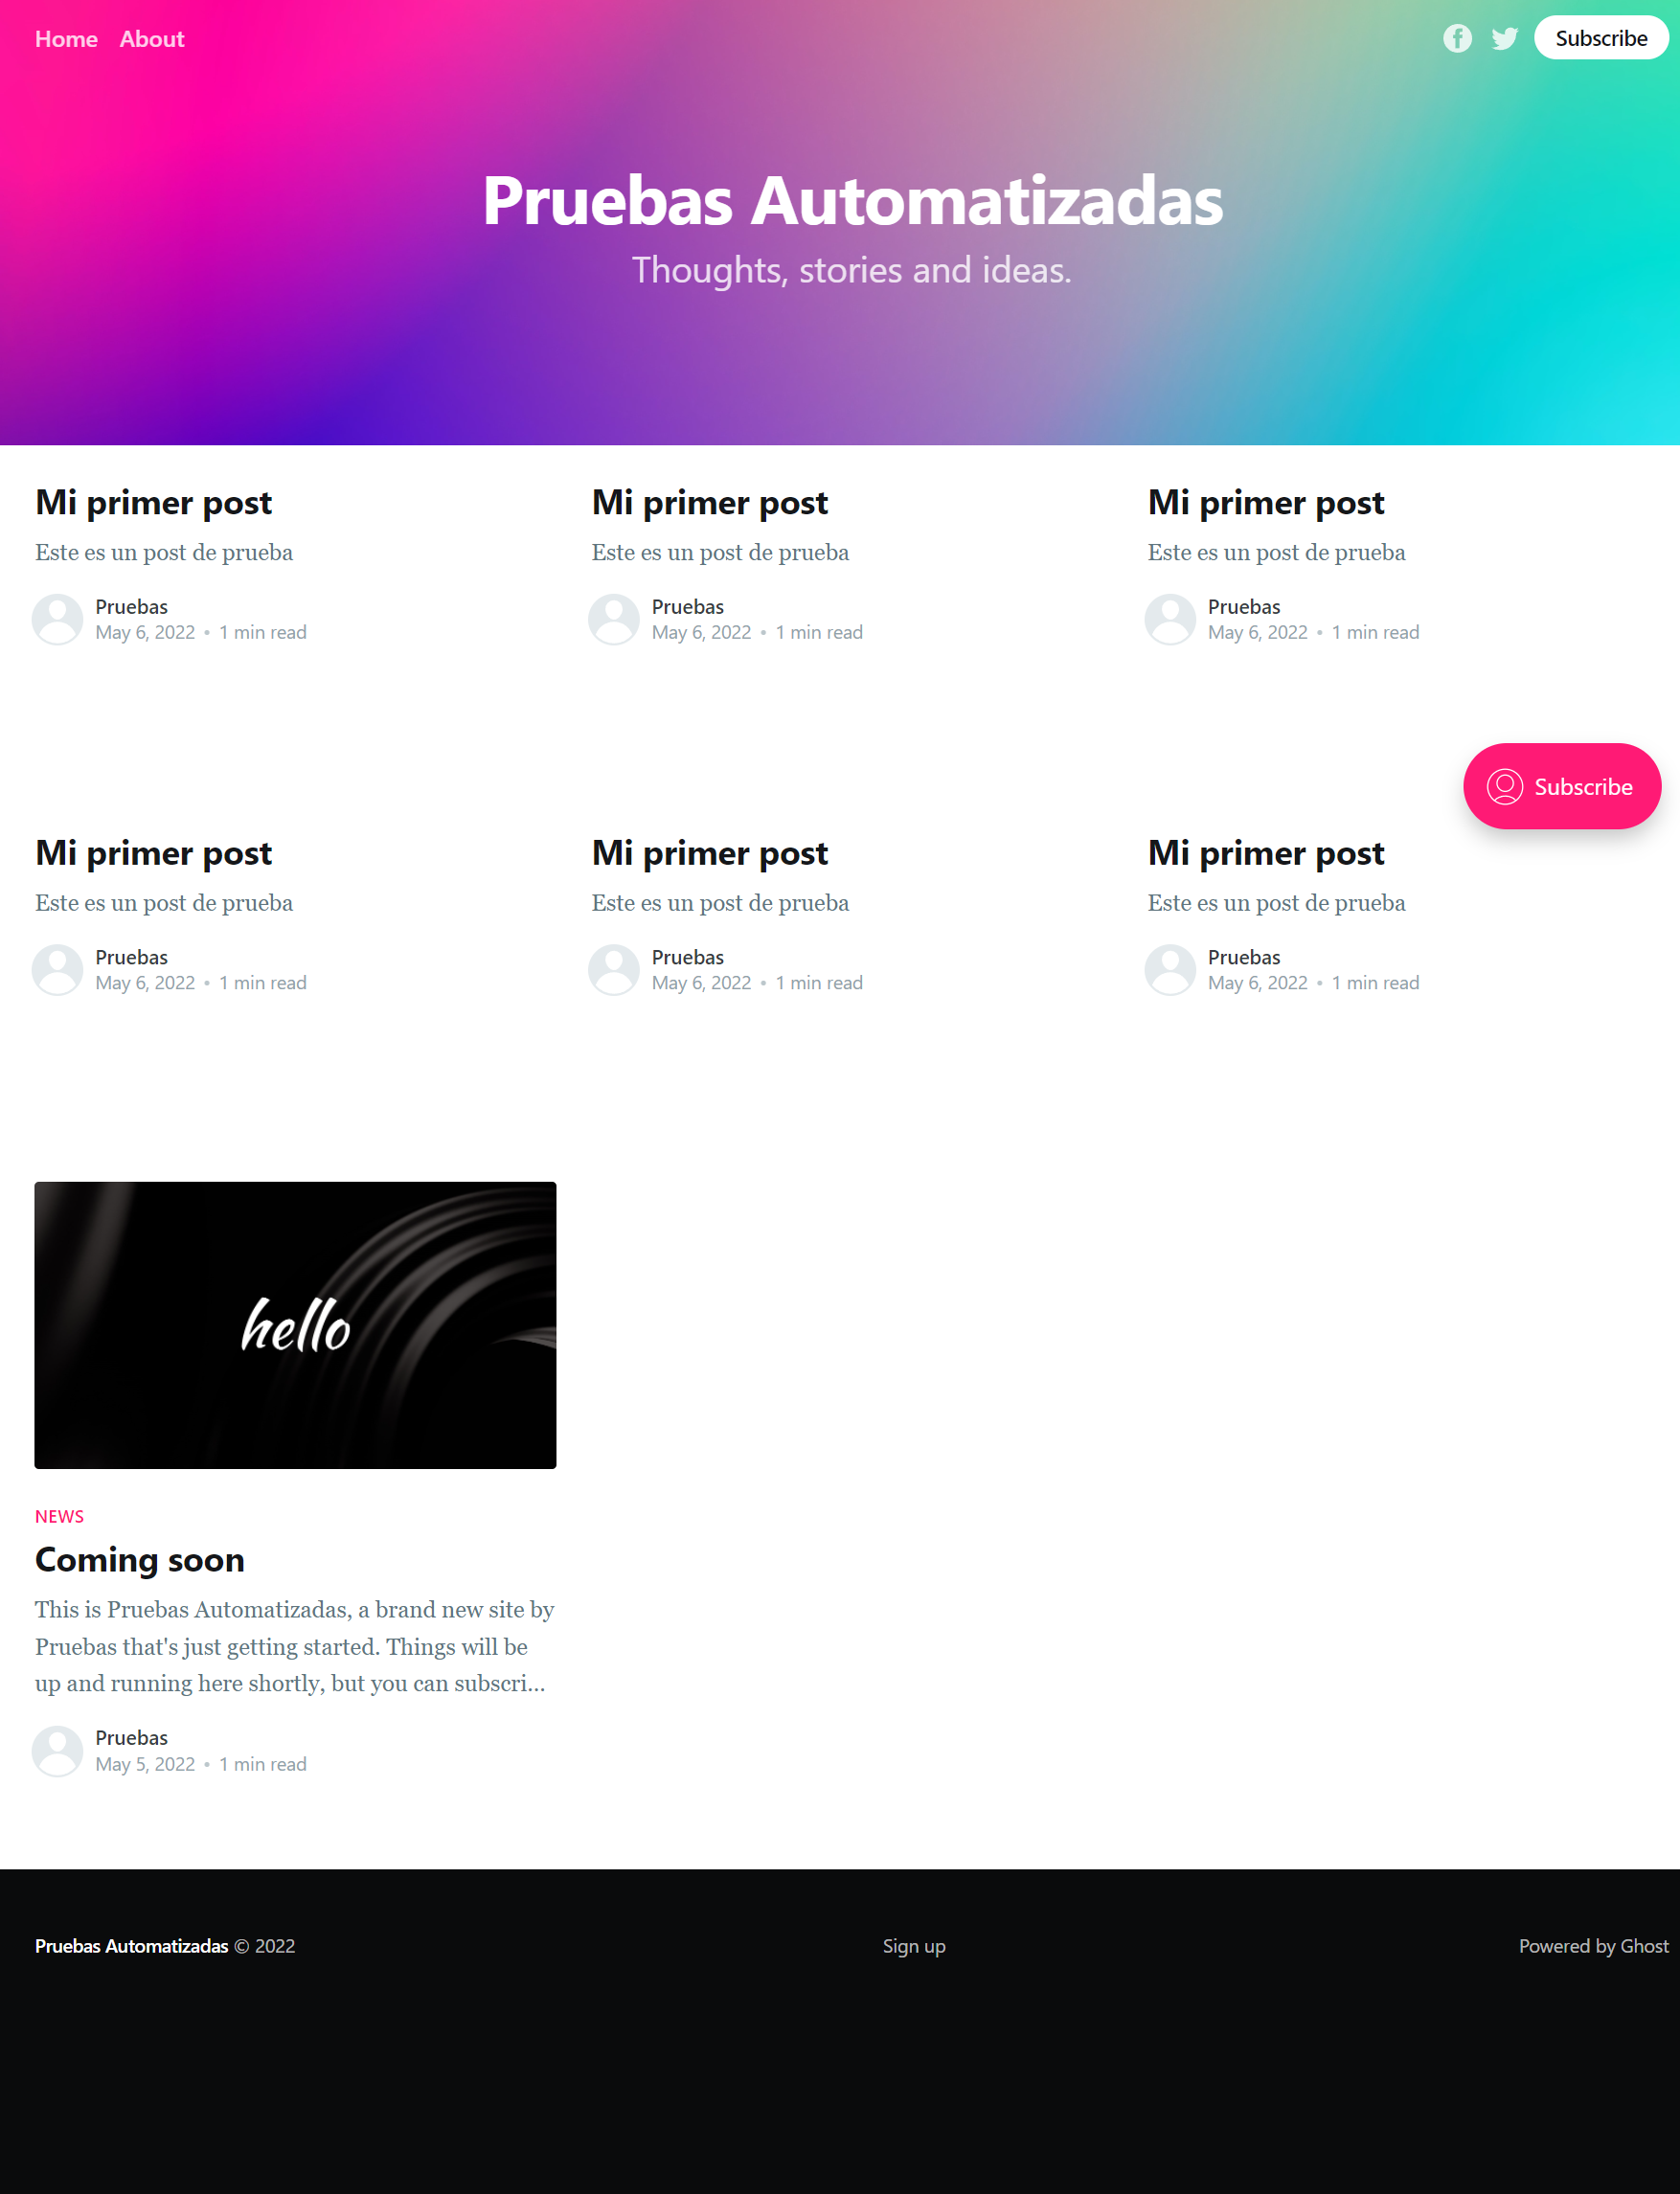 Home About Subscribe
Pruebas Automatizadas
Thoughts, stories and ideas.
Mi primer post
Este es un post de prueba
Pruebas
May 6, 2022 • 1 min read
Mi primer post
Este es un post de prueba
Pruebas
May 6, 2022 • 1 min read
Mi primer post
Este es un post de prueba
Pruebas
May 6, 2022 • 1 min read
Subscribe
Mi primer post
Este es un post de prueba
Pruebas
May 6, 2022 • 1 min read
Mi primer post
Este es un post de prueba
Pruebas
May 6, 2022 • 1 min read
Mi primer post
Este es un post de prueba
Pruebas
May 6, 2022 • 1 min read
hello
NEWS
Coming soon
This is Pruebas Automatizadas, a brand new site by
Pruebas that's just getting started. Things will be
up and running here shortly, but you can subscri...
Pruebas
May 5, 2022 • 1 min read
Pruebas Automatizadas © 2022 Sign up Powered by Ghost